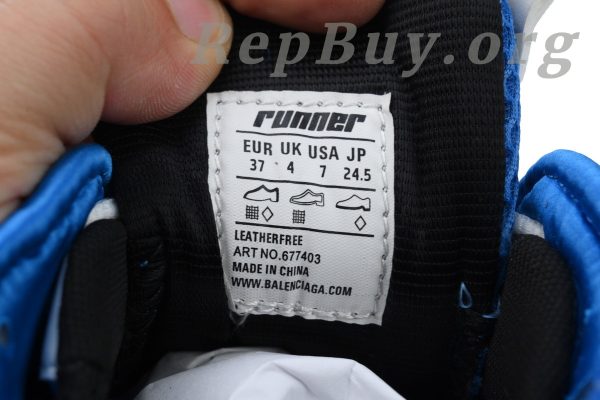 RepBuy.org
runner
EUR UK USA JP
37 4 7 24.5
LEATHERFREE
ART NO.677403
MADE IN CHINA
WWW.BALENCIAGA.COM